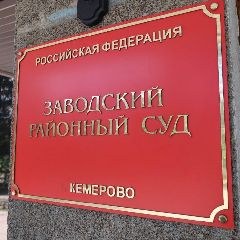 РОССИЙСКАЯ ФЕДЕРАЦИЯ
ЗАВОДСКИЙ
РАЙОННЫЙ СУД
КЕМЕРОВО